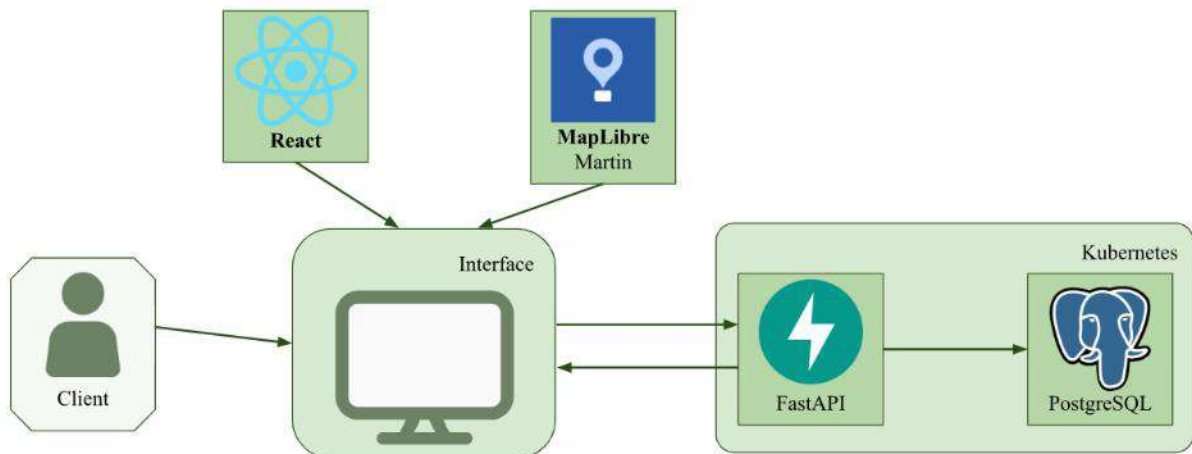 React
MapLibre
Martin
Interface
Kubernetes
Client
FastAPI
PostgreSQL